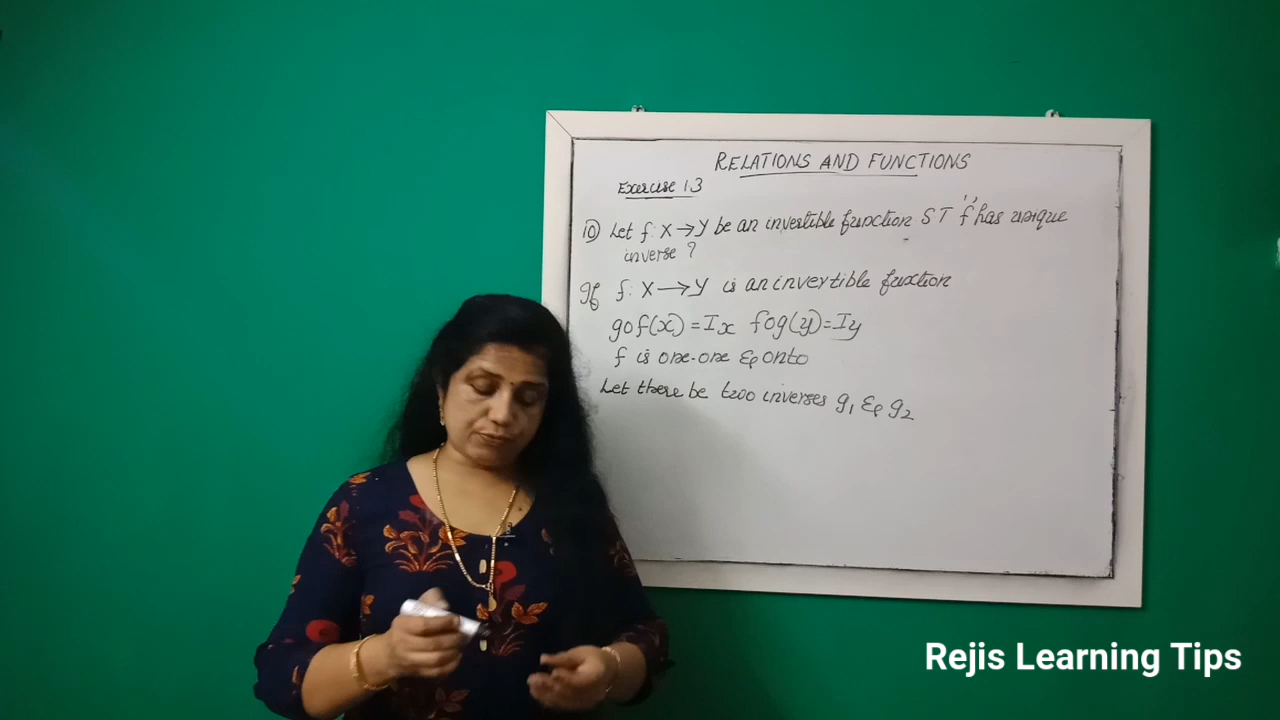 RELATIONS AND FUNCTIONS
Exercise 1.3
10) Let f: X→Y be an invertible function ST 'f' has unique
inverse ?
If f: X→Y is an invertible function
gof(x) = Ix fog(y) = Iy
f is one-one & onto
Let there be two inverses g₁ & g₂
Rejis Learning Tips